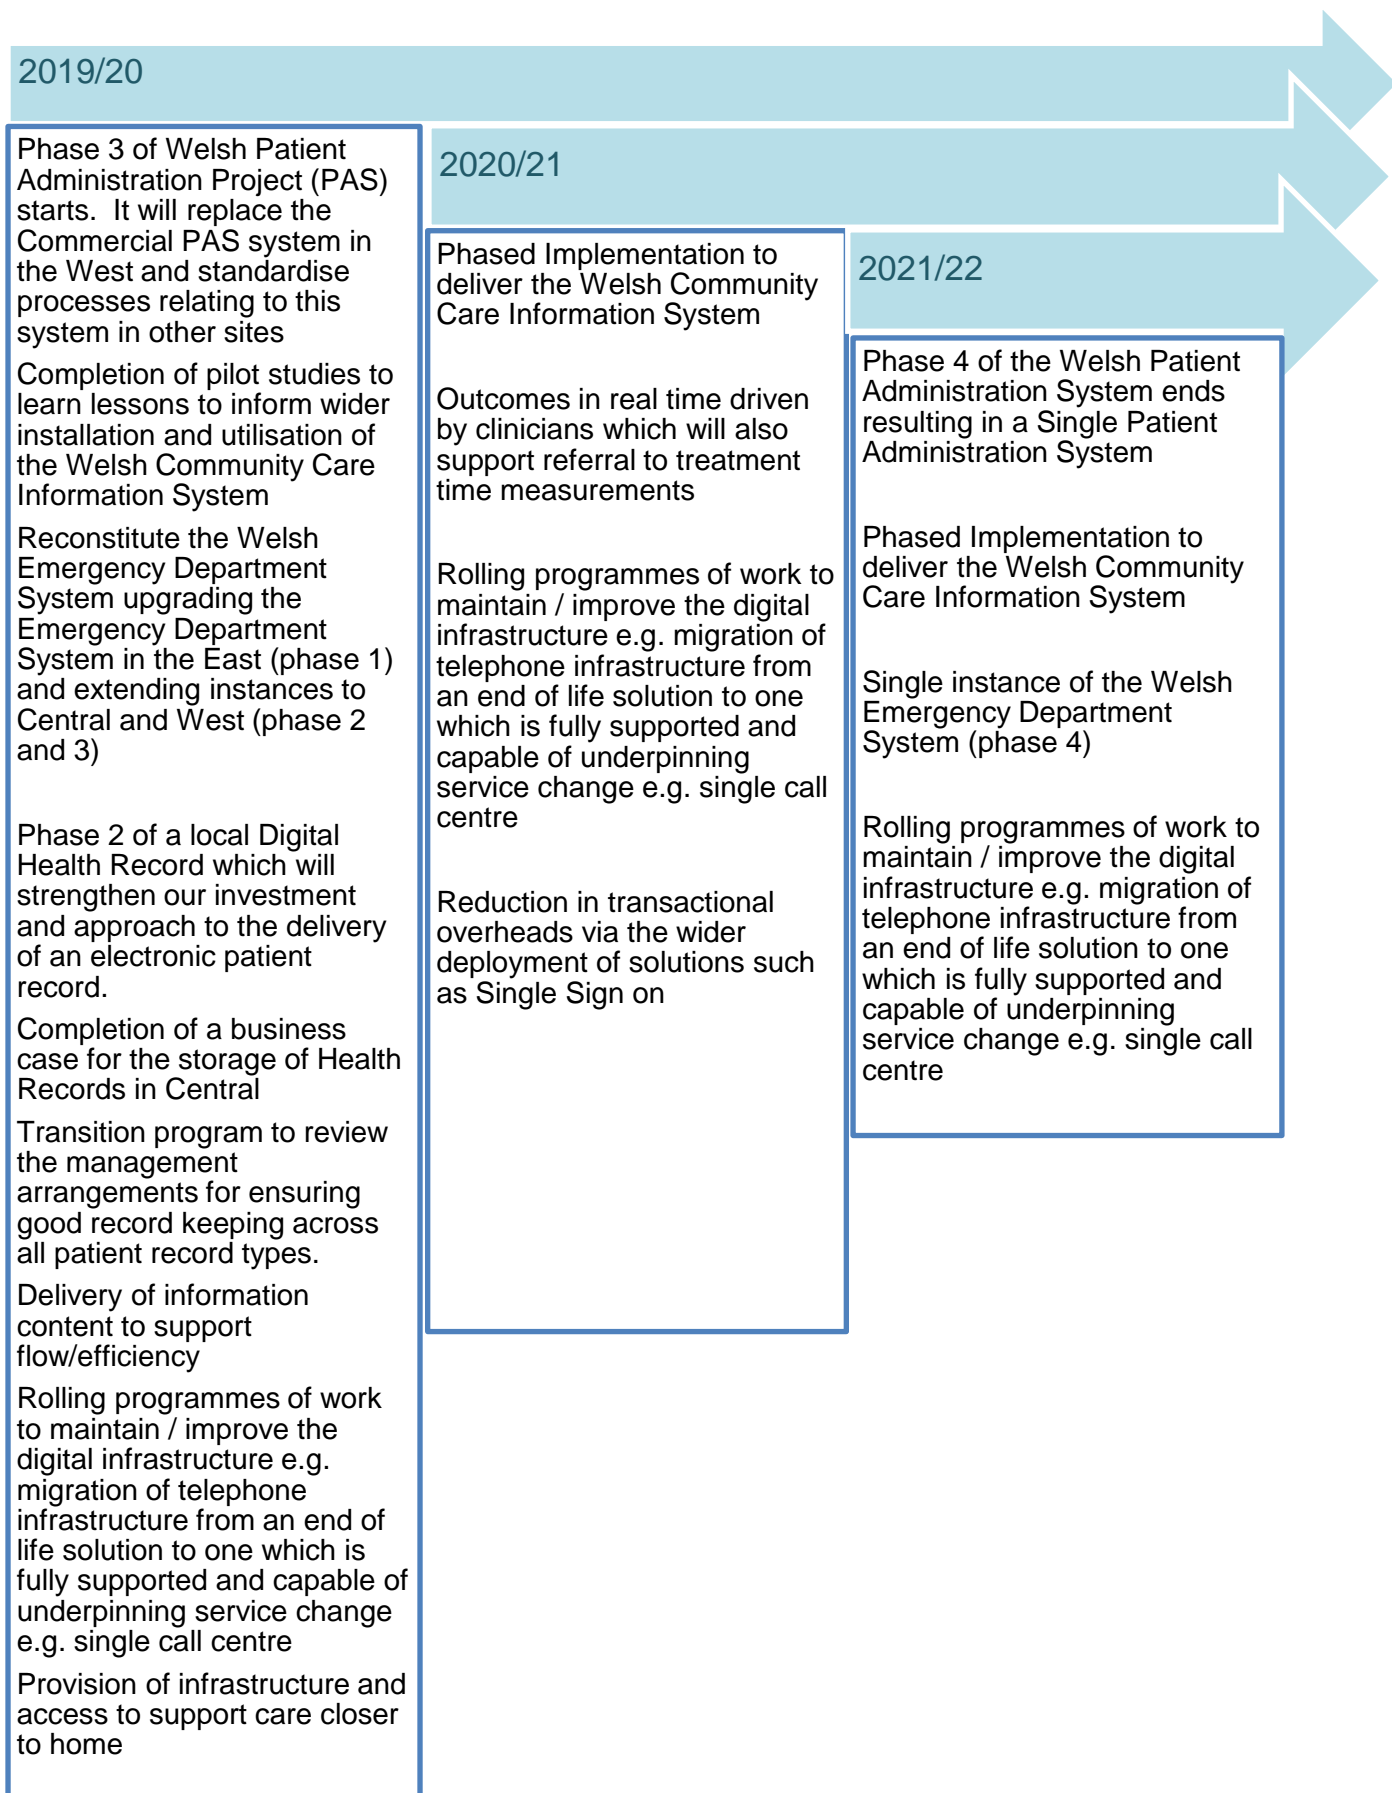 2019/20
Phase 3 of Welsh Patient
Administration Project (PAS)
starts.  It will replace the
Commercial PAS system in
the West and standardise
processes relating to this
system in other sites
Completion of pilot studies to
learn lessons to inform wider
installation and utilisation of
the Welsh Community Care
Information System
Reconstitute the Welsh
Emergency Department
System upgrading the
Emergency Department
System in the East (phase 1)
and extending instances to
Central and West (phase 2
and 3)
Phase 2 of a local Digital
Health Record which will
strengthen our investment
and approach to the delivery
of an electronic patient
record.
Completion of a business
case for the storage of Health
Records in Central
Transition program to review
the management
arrangements for ensuring
good record keeping across
all patient record types.
Delivery of information
content to support
flow/efficiency
Rolling programmes of work
to maintain / improve the
digital infrastructure e.g.
migration of telephone
infrastructure from an end of
life solution to one which is
fully supported and capable of
underpinning service change
e.g. single call centre
Provision of infrastructure and
access to support care closer
to home
2020/21
Phased Implementation to
deliver the Welsh Community
Care Information System
Outcomes in real time driven
by clinicians which will also
support referral to treatment
time measurements
Rolling programmes of work to
maintain / improve the digital
infrastructure e.g. migration of
telephone infrastructure from
an end of life solution to one
which is fully supported and
capable of underpinning
service change e.g. single call
centre
Reduction in transactional
overheads via the wider
deployment of solutions such
as Single Sign on
2021/22
Phase 4 of the Welsh Patient
Administration System ends
resulting in a Single Patient
Administration System
Phased Implementation to
deliver the Welsh Community
Care Information System
Single instance of the Welsh
Emergency Department
System (phase 4)
Rolling programmes of work to
maintain / improve the digital
infrastructure e.g. migration of
telephone infrastructure from
an end of life solution to one
which is fully supported and
capable of underpinning
service change e.g. single call
centre